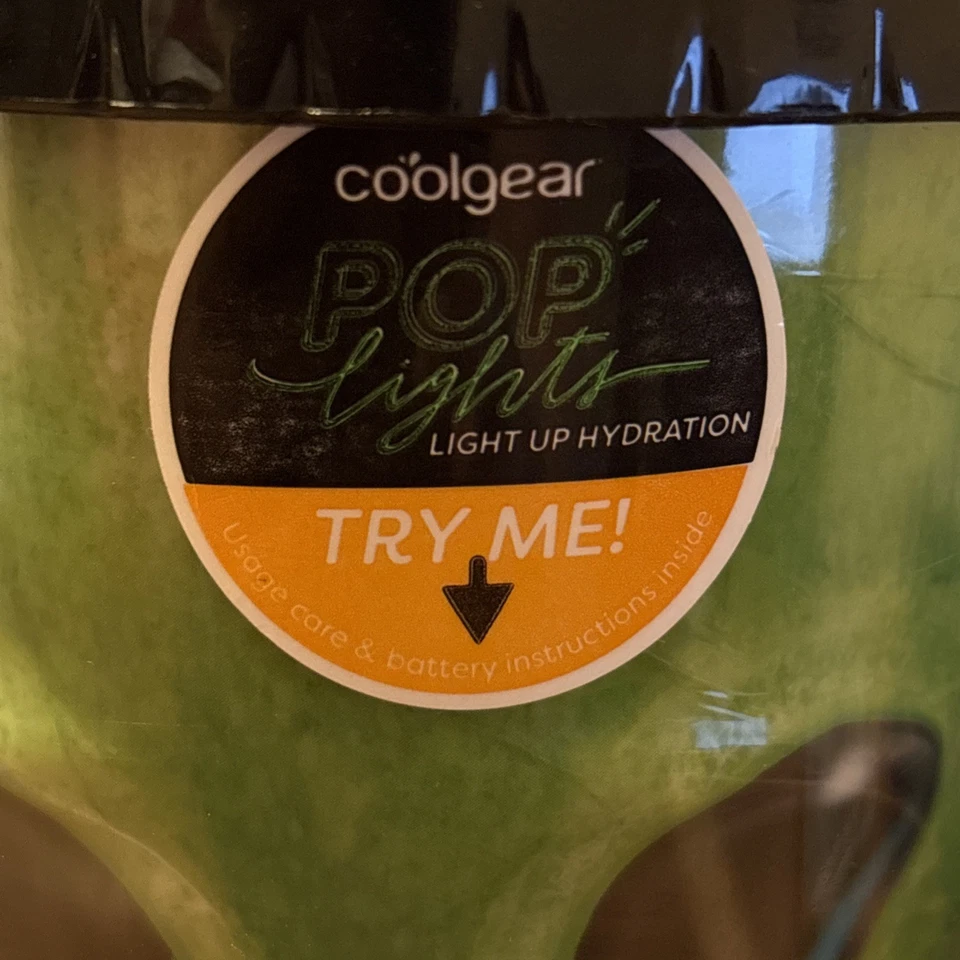 coolgear
POP
lights
LIGHT UP HYDRATION
TRY ME!
Usage care & battery instructions inside